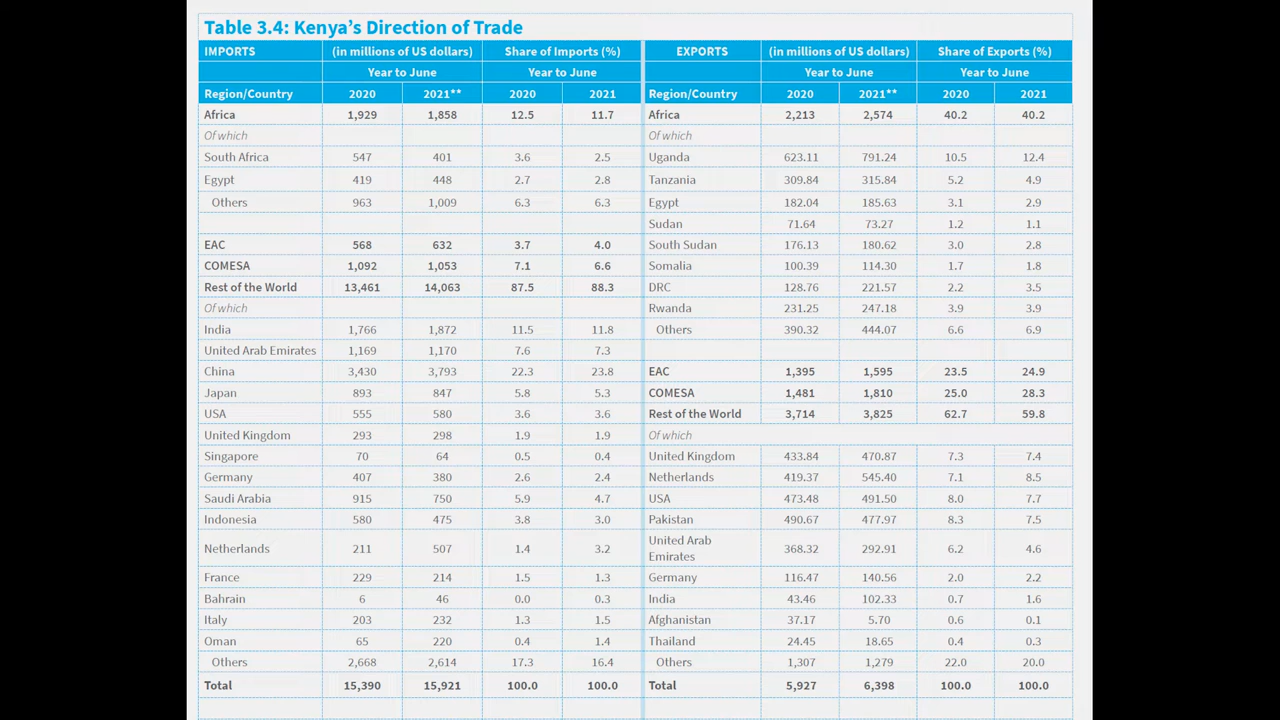 Table 3.4: Kenya's Direction of Trade
IMPORTS (in millions of US dollars) Share of Imports (%) EXPORTS (in millions of US dollars) Share of Exports (%)
Year to June Year to June Year to June Year to June
Region/Country 2020 2021** 2020 2021 Region/Country 2020 2021** 2020 2021
Africa 1,929 1,858 12.5 11.7 Africa 2,213 2,574 40.2 40.2
Of which Of which
South Africa 547 401 3.6 2.5 Uganda 623.11 791.24 10.5 12.4
Egypt 419 448 2.7 2.8 Tanzania 309.84 315.84 5.2 4.9
Others 963 1,009 6.3 6.3 Egypt 182.04 185.63 3.1 2.9
Sudan 71.64 73.27 1.2 1.1
EAC 568 632 3.7 4.0 South Sudan 176.13 180.62 3.0 2.8
COMESA 1,092 1,053 7.1 6.6 Somalia 100.39 114.30 1.7 1.8
Rest of the World 13,461 14,063 87.5 88.3 DRC 128.76 221.57 2.2 3.5
Of which Rwanda 231.25 247.18 3.9 3.9
India 1,766 1,872 11.5 11.8 Others 390.32 444.07 6.6 6.9
United Arab Emirates 1,169 1,170 7.6 7.3
China 3,430 3,793 22.3 23.8 EAC 1,395 1,595 23.5 24.9
Japan 893 847 5.8 5.3 COMESA 1,481 1,810 25.0 28.3
USA 555 580 3.6 3.6 Rest of the World 3,714 3,825 62.7 59.8
United Kingdom 293 298 1.9 1.9 Of which
Singapore 70 64 0.5 0.4 United Kingdom 433.84 470.87 7.3 7.4
Germany 407 380 2.6 2.4 Netherlands 419.37 545.40 7.1 8.5
Saudi Arabia 915 750 5.9 4.7 USA 473.48 491.50 8.0 7.7
Indonesia 580 475 3.8 3.0 Pakistan 490.67 477.97 8.3 7.5
Netherlands 211 507 1.4 3.2 United Arab
Emirates 368.32 292.91 6.2 4.6
France 229 214 1.5 1.3 Germany 116.47 140.56 2.0 2.2
Bahrain 6 46 0.0 0.3 India 43.46 102.33 0.7 1.6
Italy 203 232 1.3 1.5 Afghanistan 37.17 5.70 0.6 0.1
Oman 65 220 0.4 1.4 Thailand 24.45 18.65 0.4 0.3
Others 2,668 2,614 17.3 16.4 Others 1,307 1,279 22.0 20.0
Total 15,390 15,921 100.0 100.0 Total 5,927 6,398 100.0 100.0